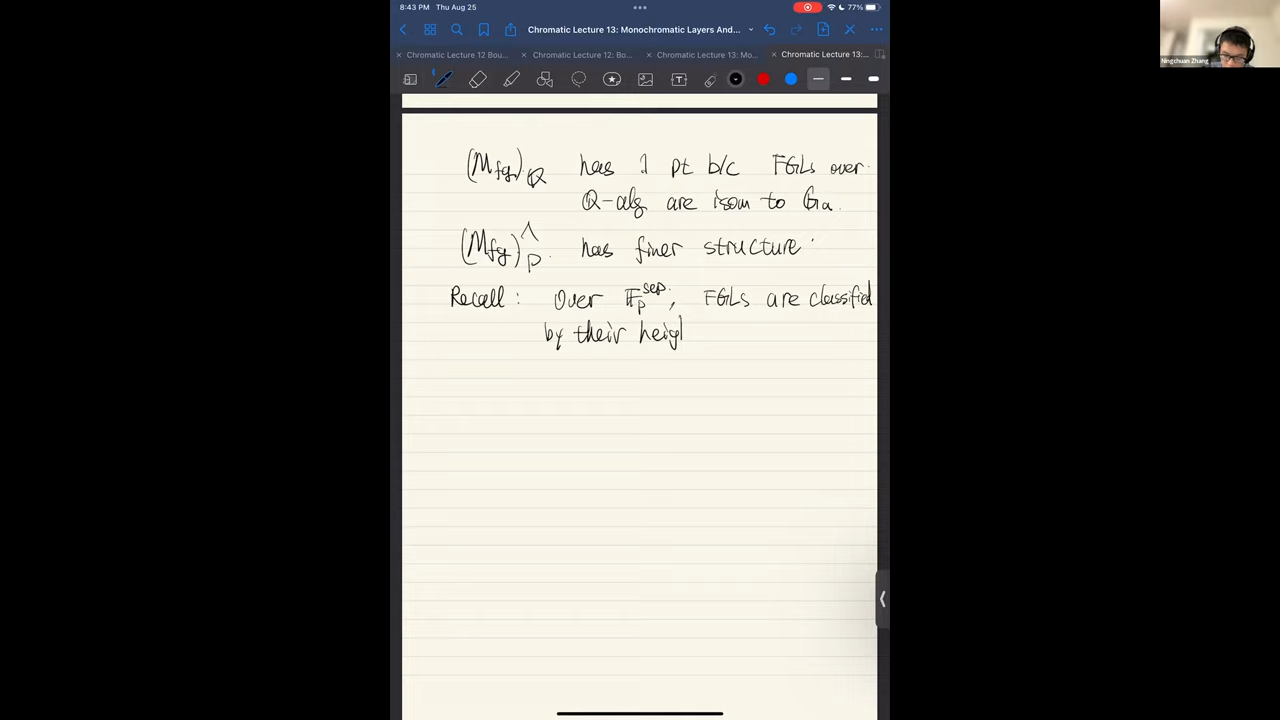 8:43 PM Thu Aug 25
77%
Chromatic Lecture 13: Monochromatic Layers And...
Chromatic Lecture 12 Bou...
Chromatic Lecture 12: Bo...
Chromatic Lecture 13: Mo...
Chromatic Lecture 13:...
Ningchuan Zhang
(M_fg)_Q has 1 pt b/c FGLs over
Q-alg are isom to Ga.
(M_fg)^∧_p. has finer structure.
Recall: Over F_p^sep, FGLs are classified
by their heigh